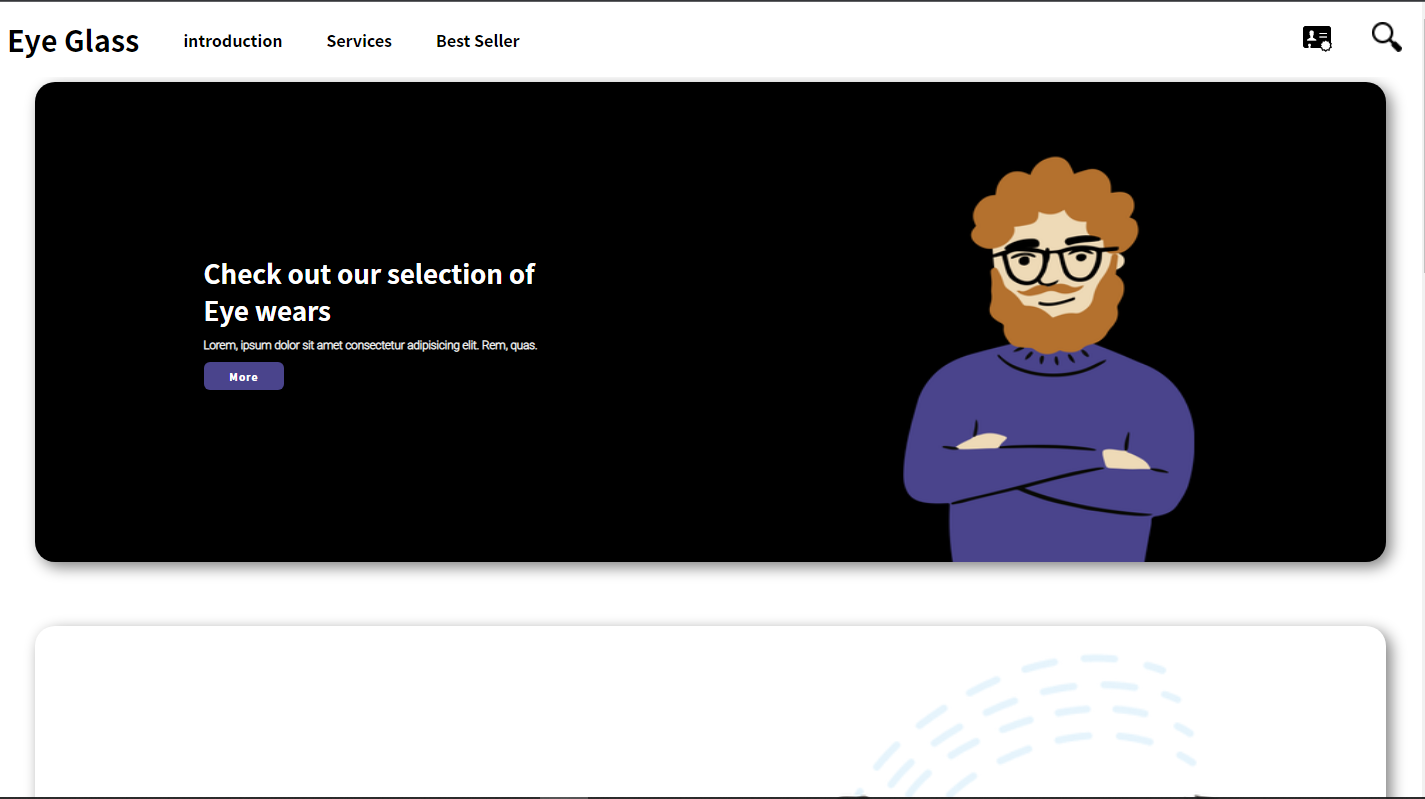 Eye Glass
introduction
Services
Best Seller
Check out our selection of
Eye wears
Lorem, ipsum dolor sit amet consectetur adipisicing elit. Rem, quas.
More